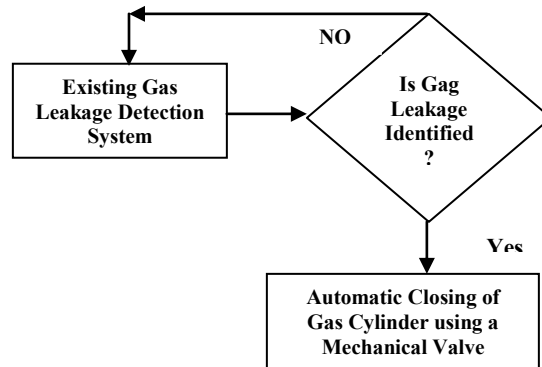 NO
Existing Gas
Leakage Detection
System
Is Gag
Leakage
Identified
?
Yes
Automatic Closing of
Gas Cylinder using a
Mechanical Valve